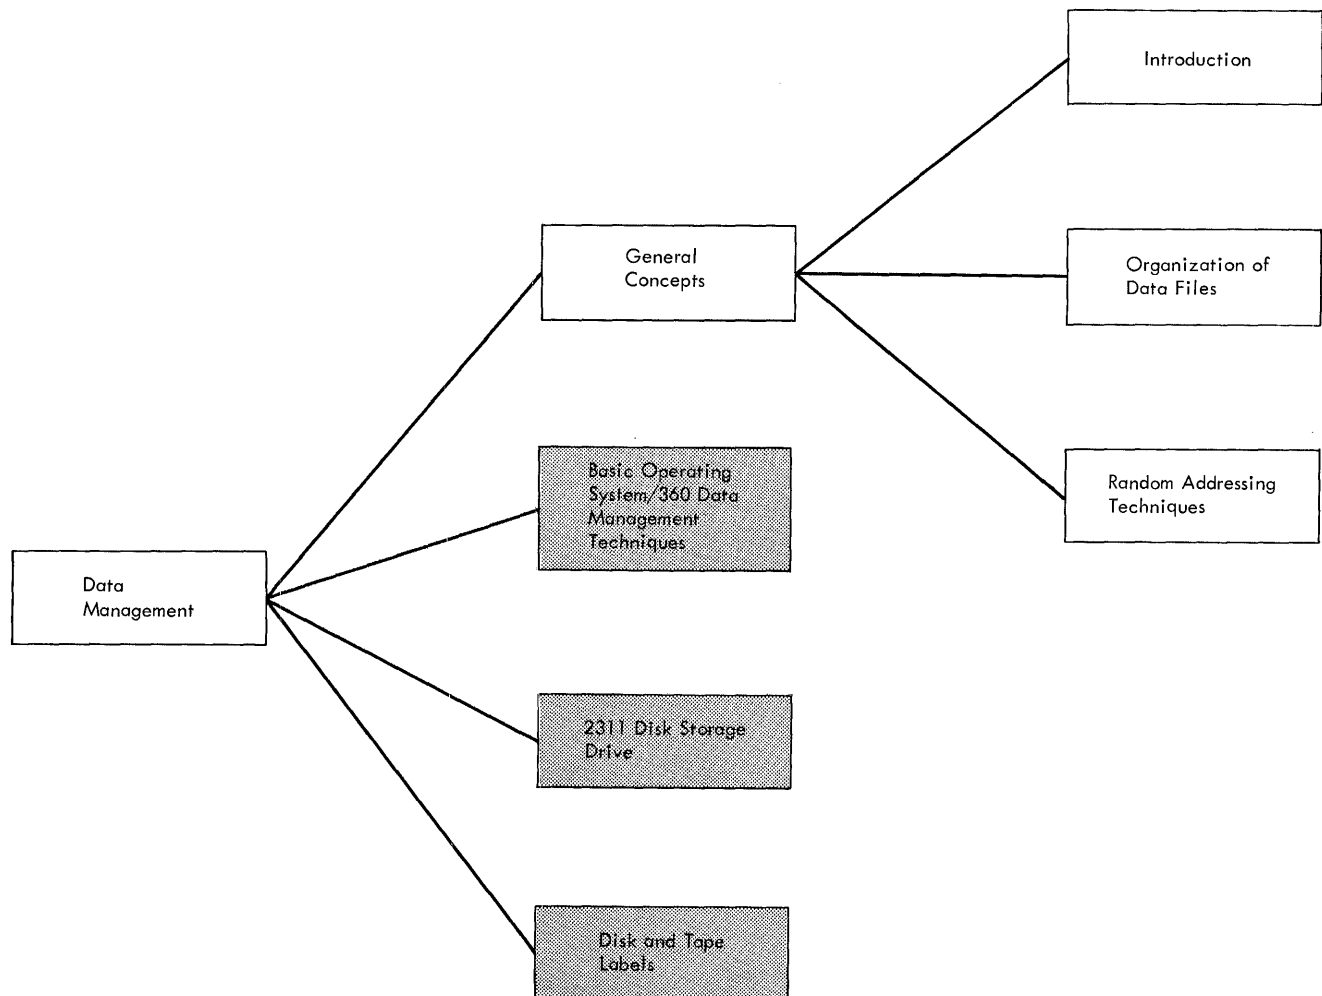 Introduction
General
Concepts
Organization of
Data Files
Basic Operating
System/360 Data
Management
Techniques
Random Addressing
Techniques
Data
Management
2311 Disk Storage
Drive
Disk and Tape
Labels